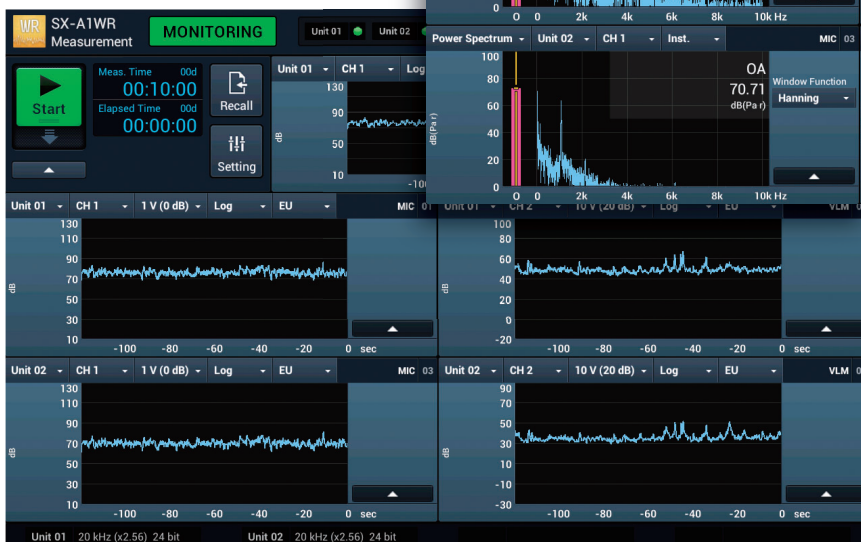 WR
SX-A1WR
Measurement
MONITORING
Unit 01
Unit 02
Start
Meas. Time 00d
00:10:00
Elapsed Time 00d
00:00:00
Recall
Setting
Unit 01 CH 1 Log
130
90
50
10
dB
0
0 0 2k 4k 6k 8k 10k Hz
Power Spectrum Unit 02 CH 1 Inst. MIC 03
100
80
60
40
20
0
dB(Pa r)
OA
70.71
dB(Pa r)
Window Function
Hanning
0 0 2k 4k 6k 8k 10k Hz
Unit 01 CH 1 1 V (0 dB) Log EU MIC 01
130
110
90
70
50
30
10
dB
-100 -80 -60 -40 -20 0 sec
Unit 01 CH 2 10 V (20 dB) Log EU VLM
100
80
60
40
20
0
-20
dB
-100 -80 -60 -40 -20 0 sec
Unit 02 CH 1 1 V (0 dB) Log EU MIC 03
130
110
90
70
50
30
10
dB
-100 -80 -60 -40 -20 0 sec
Unit 02 CH 2 10 V (20 dB) Log EU VLM
90
70
50
30
10
-10
-30
dB
-100 -80 -60 -40 -20 0 sec
Unit 01 20 kHz (x2.56) 24 bit
Unit 02 20 kHz (x2.56) 24 bit